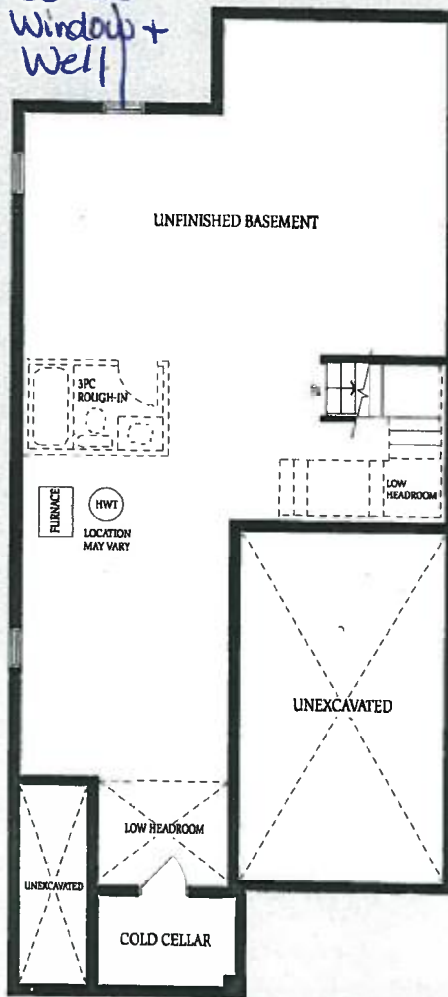 Window +
Well
UNFINISHED BASEMENT
3PC
ROUGH-IN
UP
FURNACE
HWT
LOCATION
MAY VARY
LOW
HEADROOM
UNEXCAVATED
LOW HEADROOM
UNEXCAVATED
COLD CELLAR